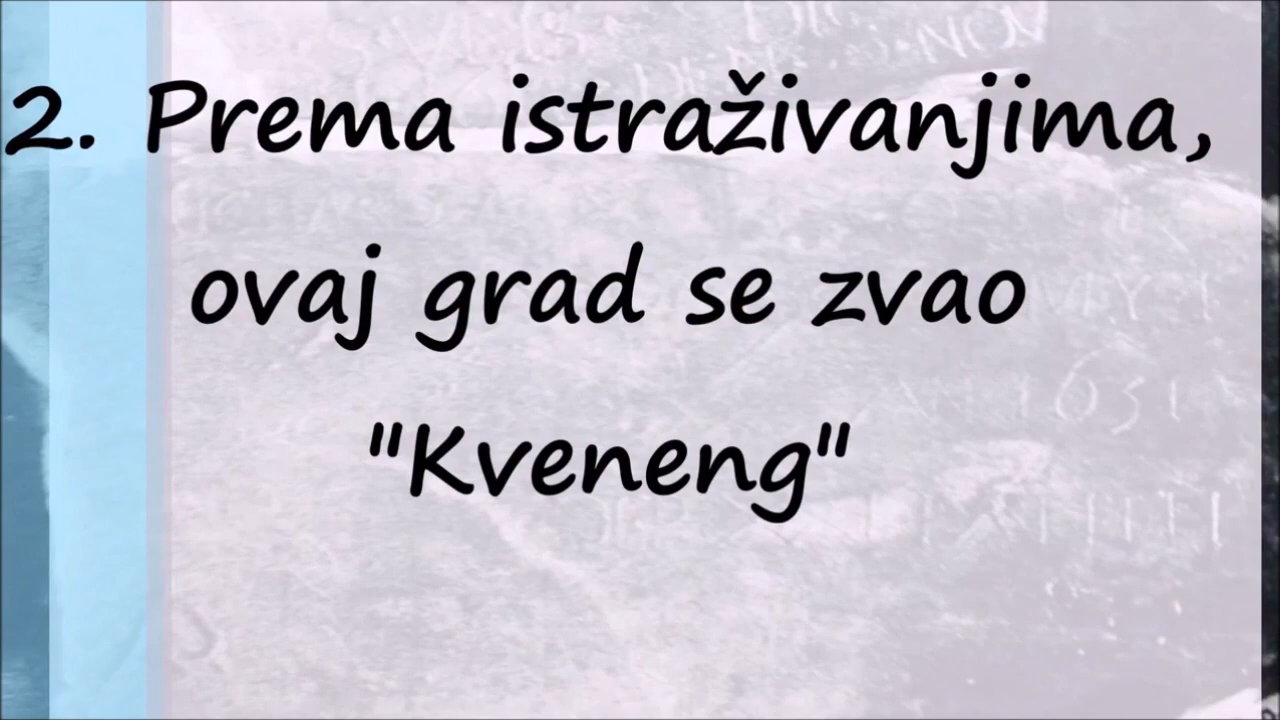 2. Prema istraživanjima,
ovaj grad se zvao
"Kveneng"